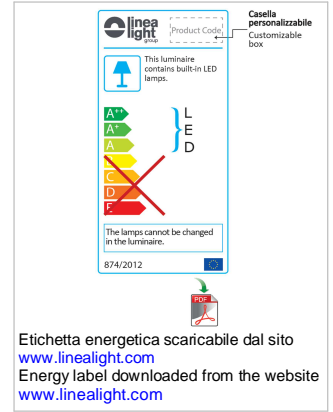 linea
light
group
Product Code
Casella
personalizzabile
Customizable
box
This luminaire
contains built-in LED
lamps.
A++
A+
A
B
C
D
E
L
E
D
The lamps cannot be changed
in the luminaire.
874/2012
PDF
Etichetta energetica scaricabile dal sito
www.linealight.com
Energy label downloaded from the website
www.linealight.com